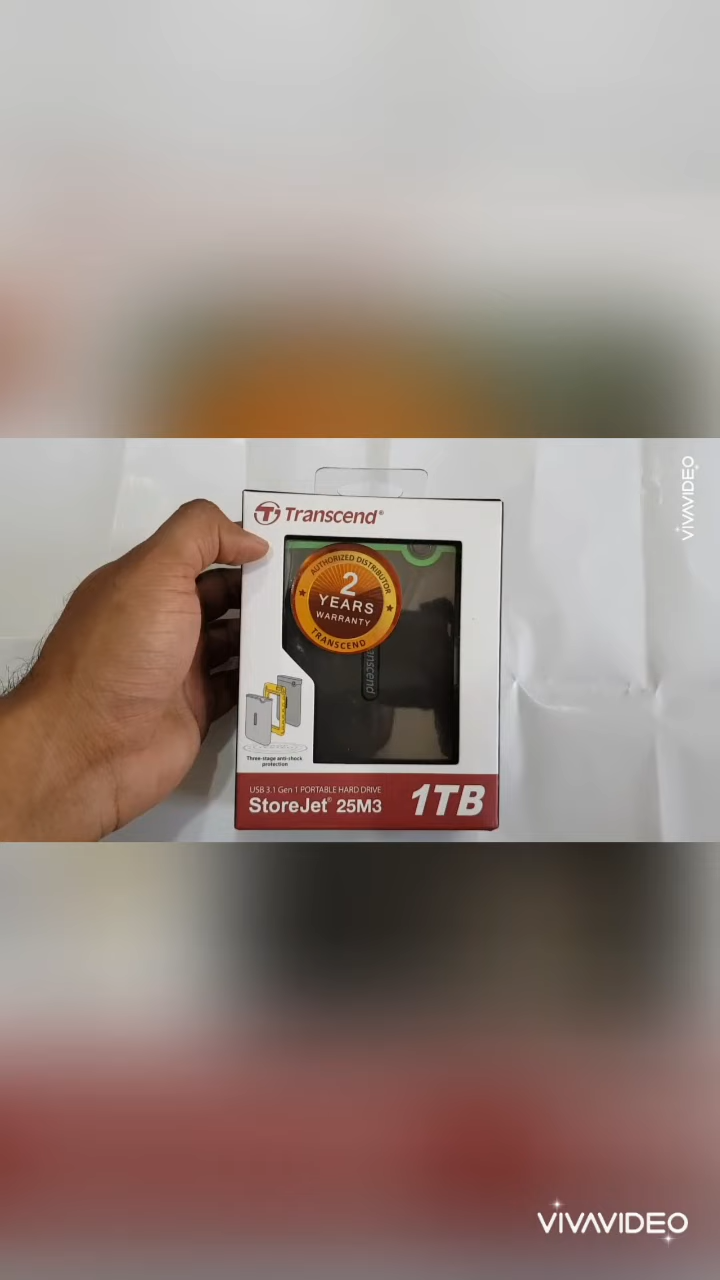 VIVAVIDEO
Transcend®
AUTHORIZED DISTRIBUTOR
2
YEARS
WARRANTY
TRANSCEND
Transcend
Three-stage anti-shock
protection
USB 3.1 Gen 1 PORTABLE HARD DRIVE
StoreJet® 25M3
1TB
VIVAVIDEO